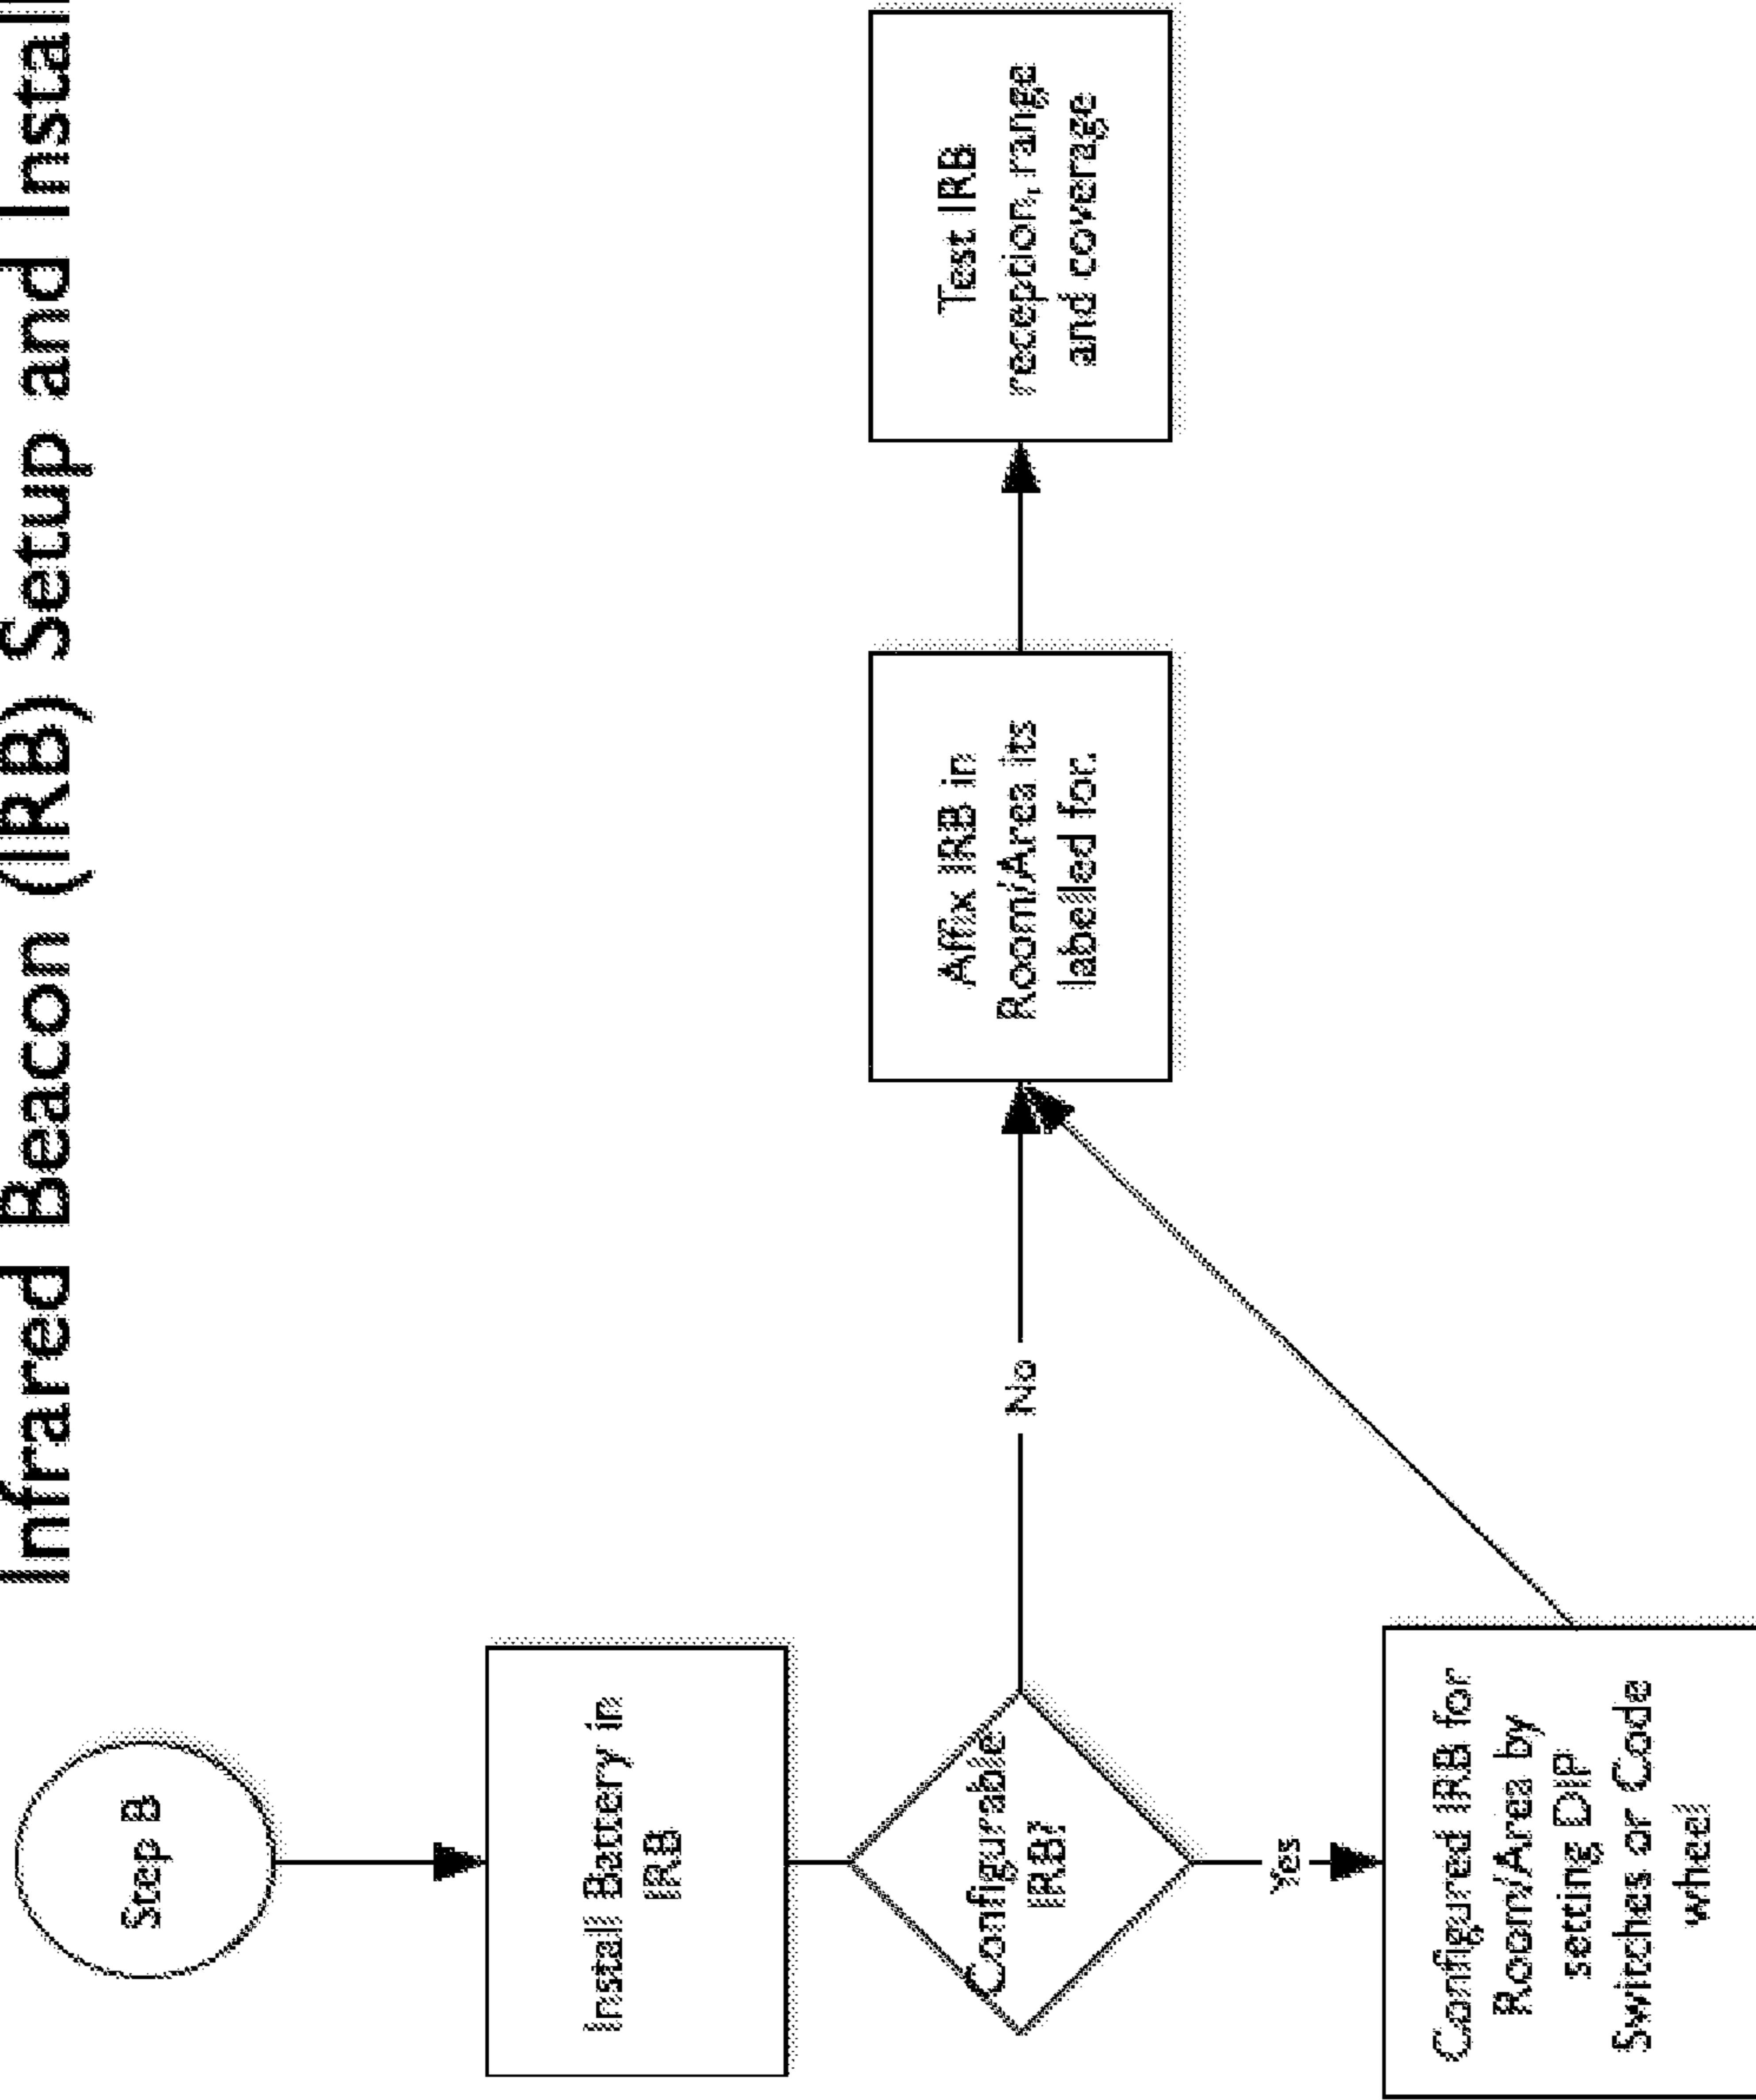 Infrared Beacon (IRB) Setup and Install
Step B
Install Battery in
IRB
Configurable
IRB?
No
Yes
Configured IRB for
Room/Area by
setting DIP
Switches or Code
wheel
Affix IRB in
Room/Area its
labelled for.
Test IRB
reception, range
and coverage